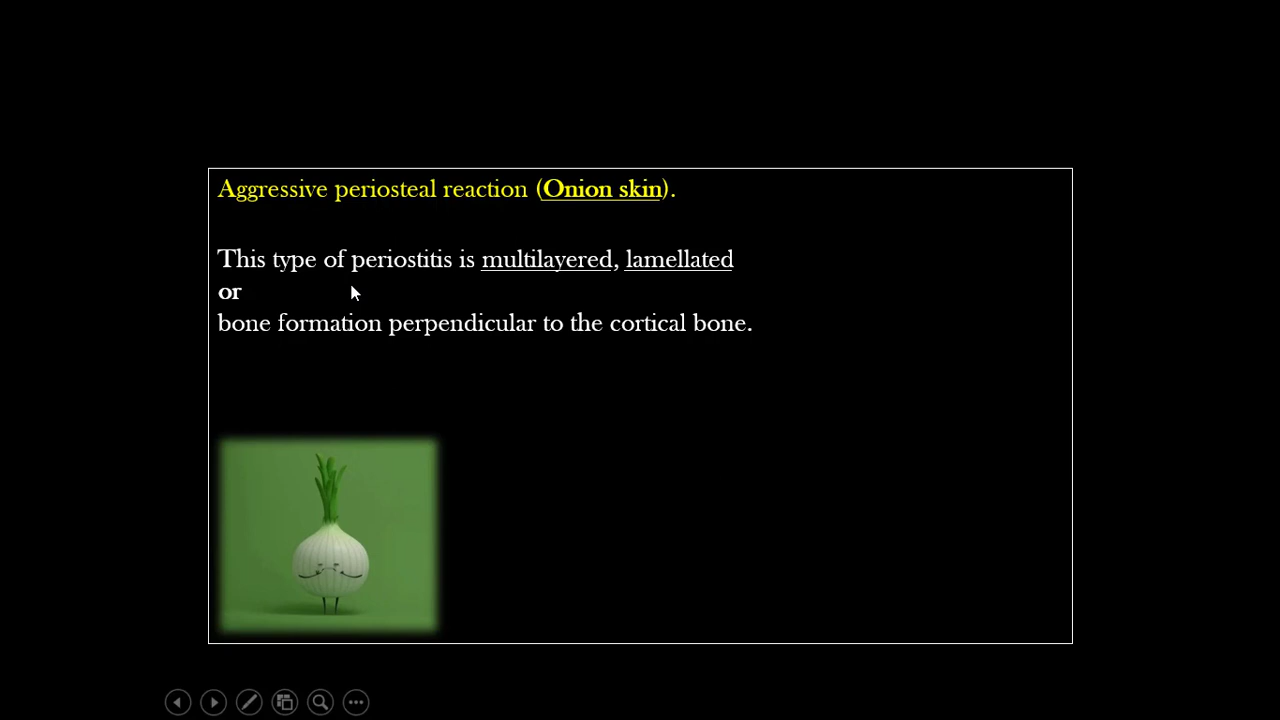 Aggressive periosteal reaction (Onion skin).
This type of periostitis is multilayered, lamellated
or
bone formation perpendicular to the cortical bone.